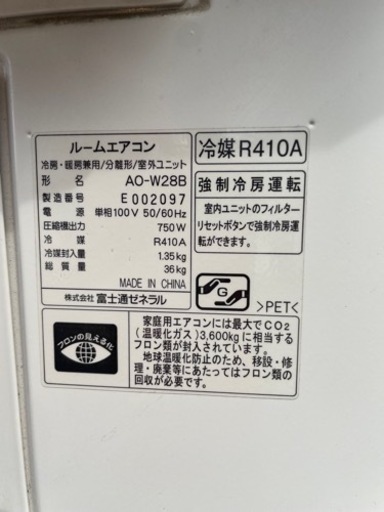 ルームエアコン
冷房・暖房兼用/分離形/室外ユニット
形 名 AO-W28B
製造番号 E002097
電 源 単相100V 50/60Hz
圧縮機出力 750W
冷 媒 R410A
冷媒封入量 1.35kg
総 質 量 36kg
MADE IN CHINA
株式会社 富士通ゼネラル
冷媒R410A
強制冷房運転
室内ユニットのフィルター
リセットボタンで強制冷房運
転ができます。
G
>PET<
フロンの見える化
家庭用エアコンには最大でCO2
(温暖化ガス)3,600kgに相当する
フロン類が封入されています。
地球温暖化防止のため、移設・修
理・廃棄等にあたってはフロン類の
回収が必要です。